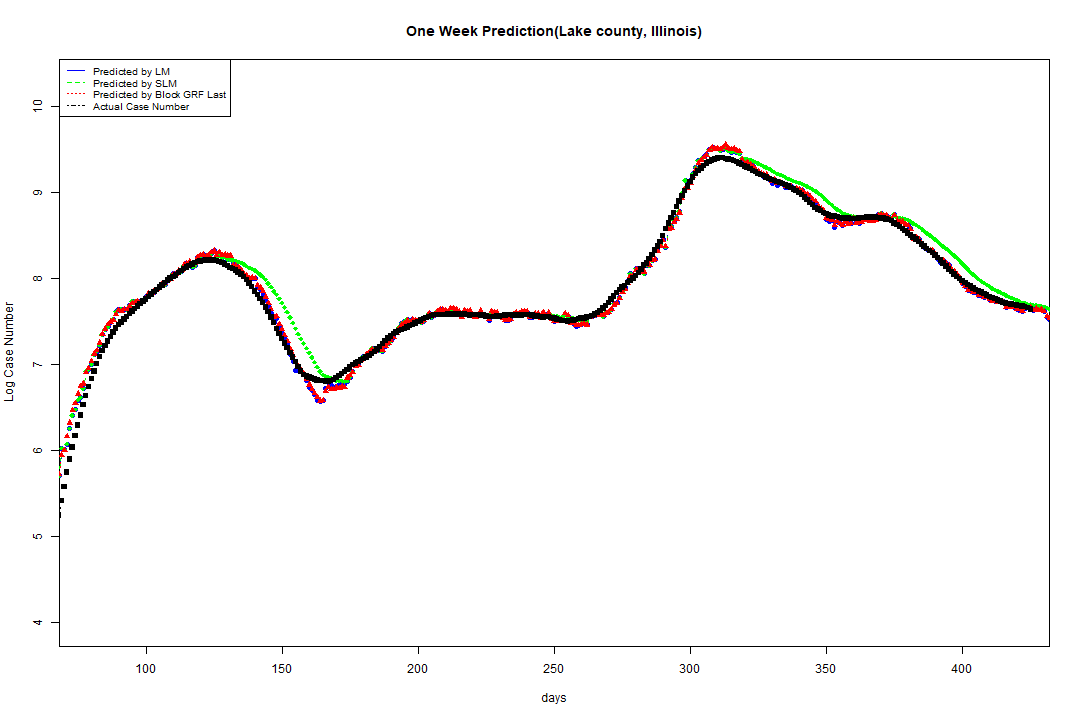 One Week Prediction(Lake county, Illinois)
Predicted by LM
Predicted by SLM
Predicted by Block GRF Last
Actual Case Number
10
9
8
7
6
5
4
Log Case Number
100 150 200 250 300 350 400
days